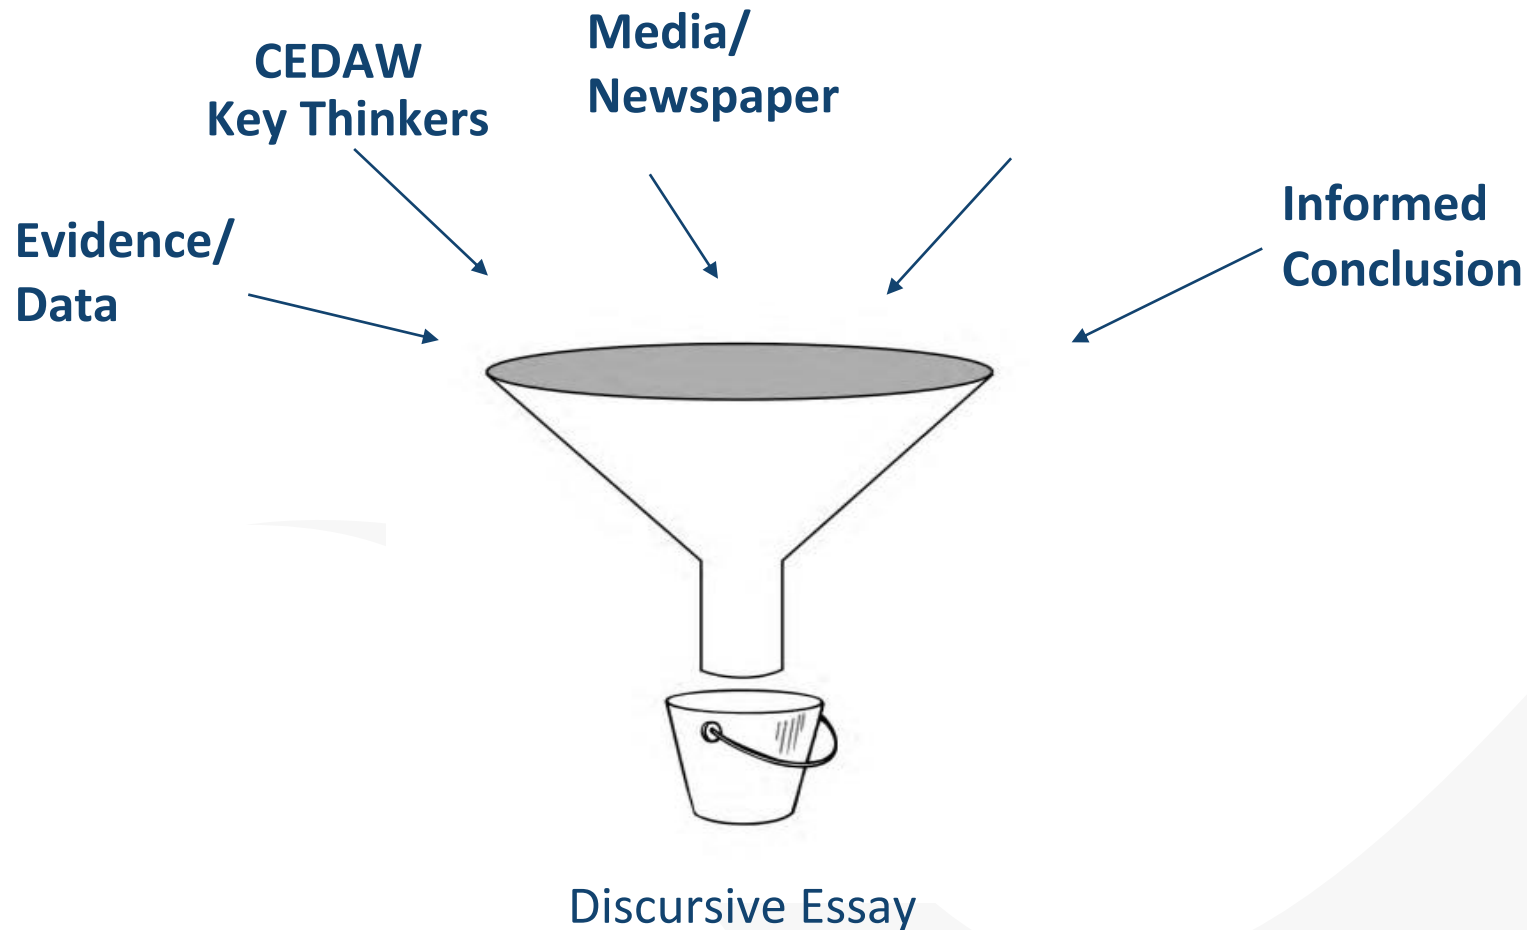 CEDAW
Key Thinkers
Media/
Newspaper
Evidence/
Data
Informed
Conclusion
Discursive Essay